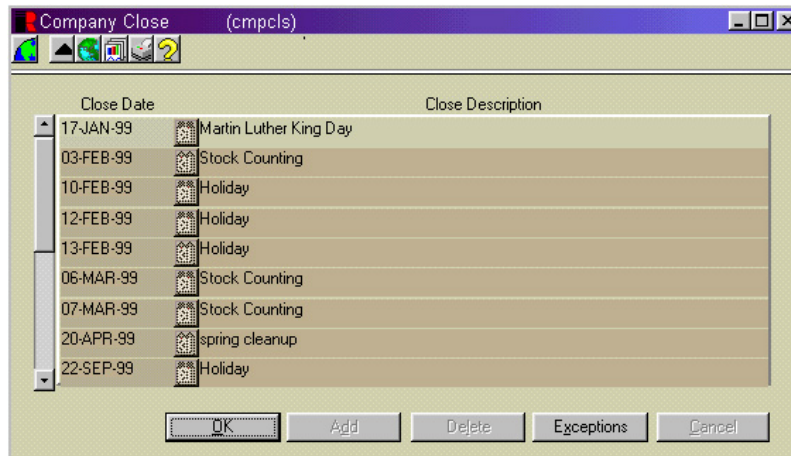 Company Close (cmpcls)
Close Date Close Description
17-JAN-99 Martin Luther King Day
03-FEB-99 Stock Counting
10-FEB-99 Holiday
12-FEB-99 Holiday
13-FEB-99 Holiday
06-MAR-99 Stock Counting
07-MAR-99 Stock Counting
20-APR-99 spring cleanup
22-SEP-99 Holiday
OK Add Delete Exceptions Cancel